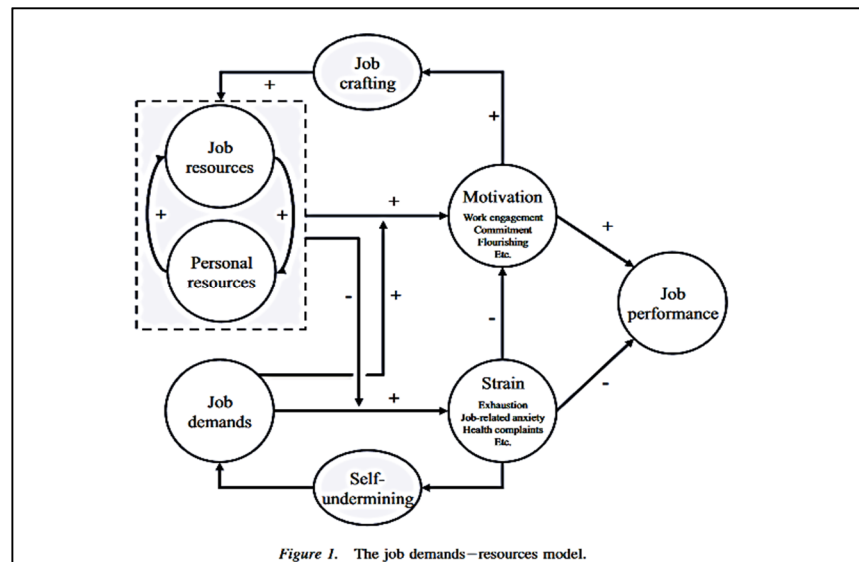 Job
crafting
+
+
Job
resources
+
+
Personal
resources
+
-
+
Motivation
Work engagement
Commitment
Flourishing
Etc.
+
-
Job
performance
Job
demands
+
Strain
Exhaustion
Job-related anxiety
Health complaints
Etc.
-
Self-
undermining
Figure 1. The job demands–resources model.